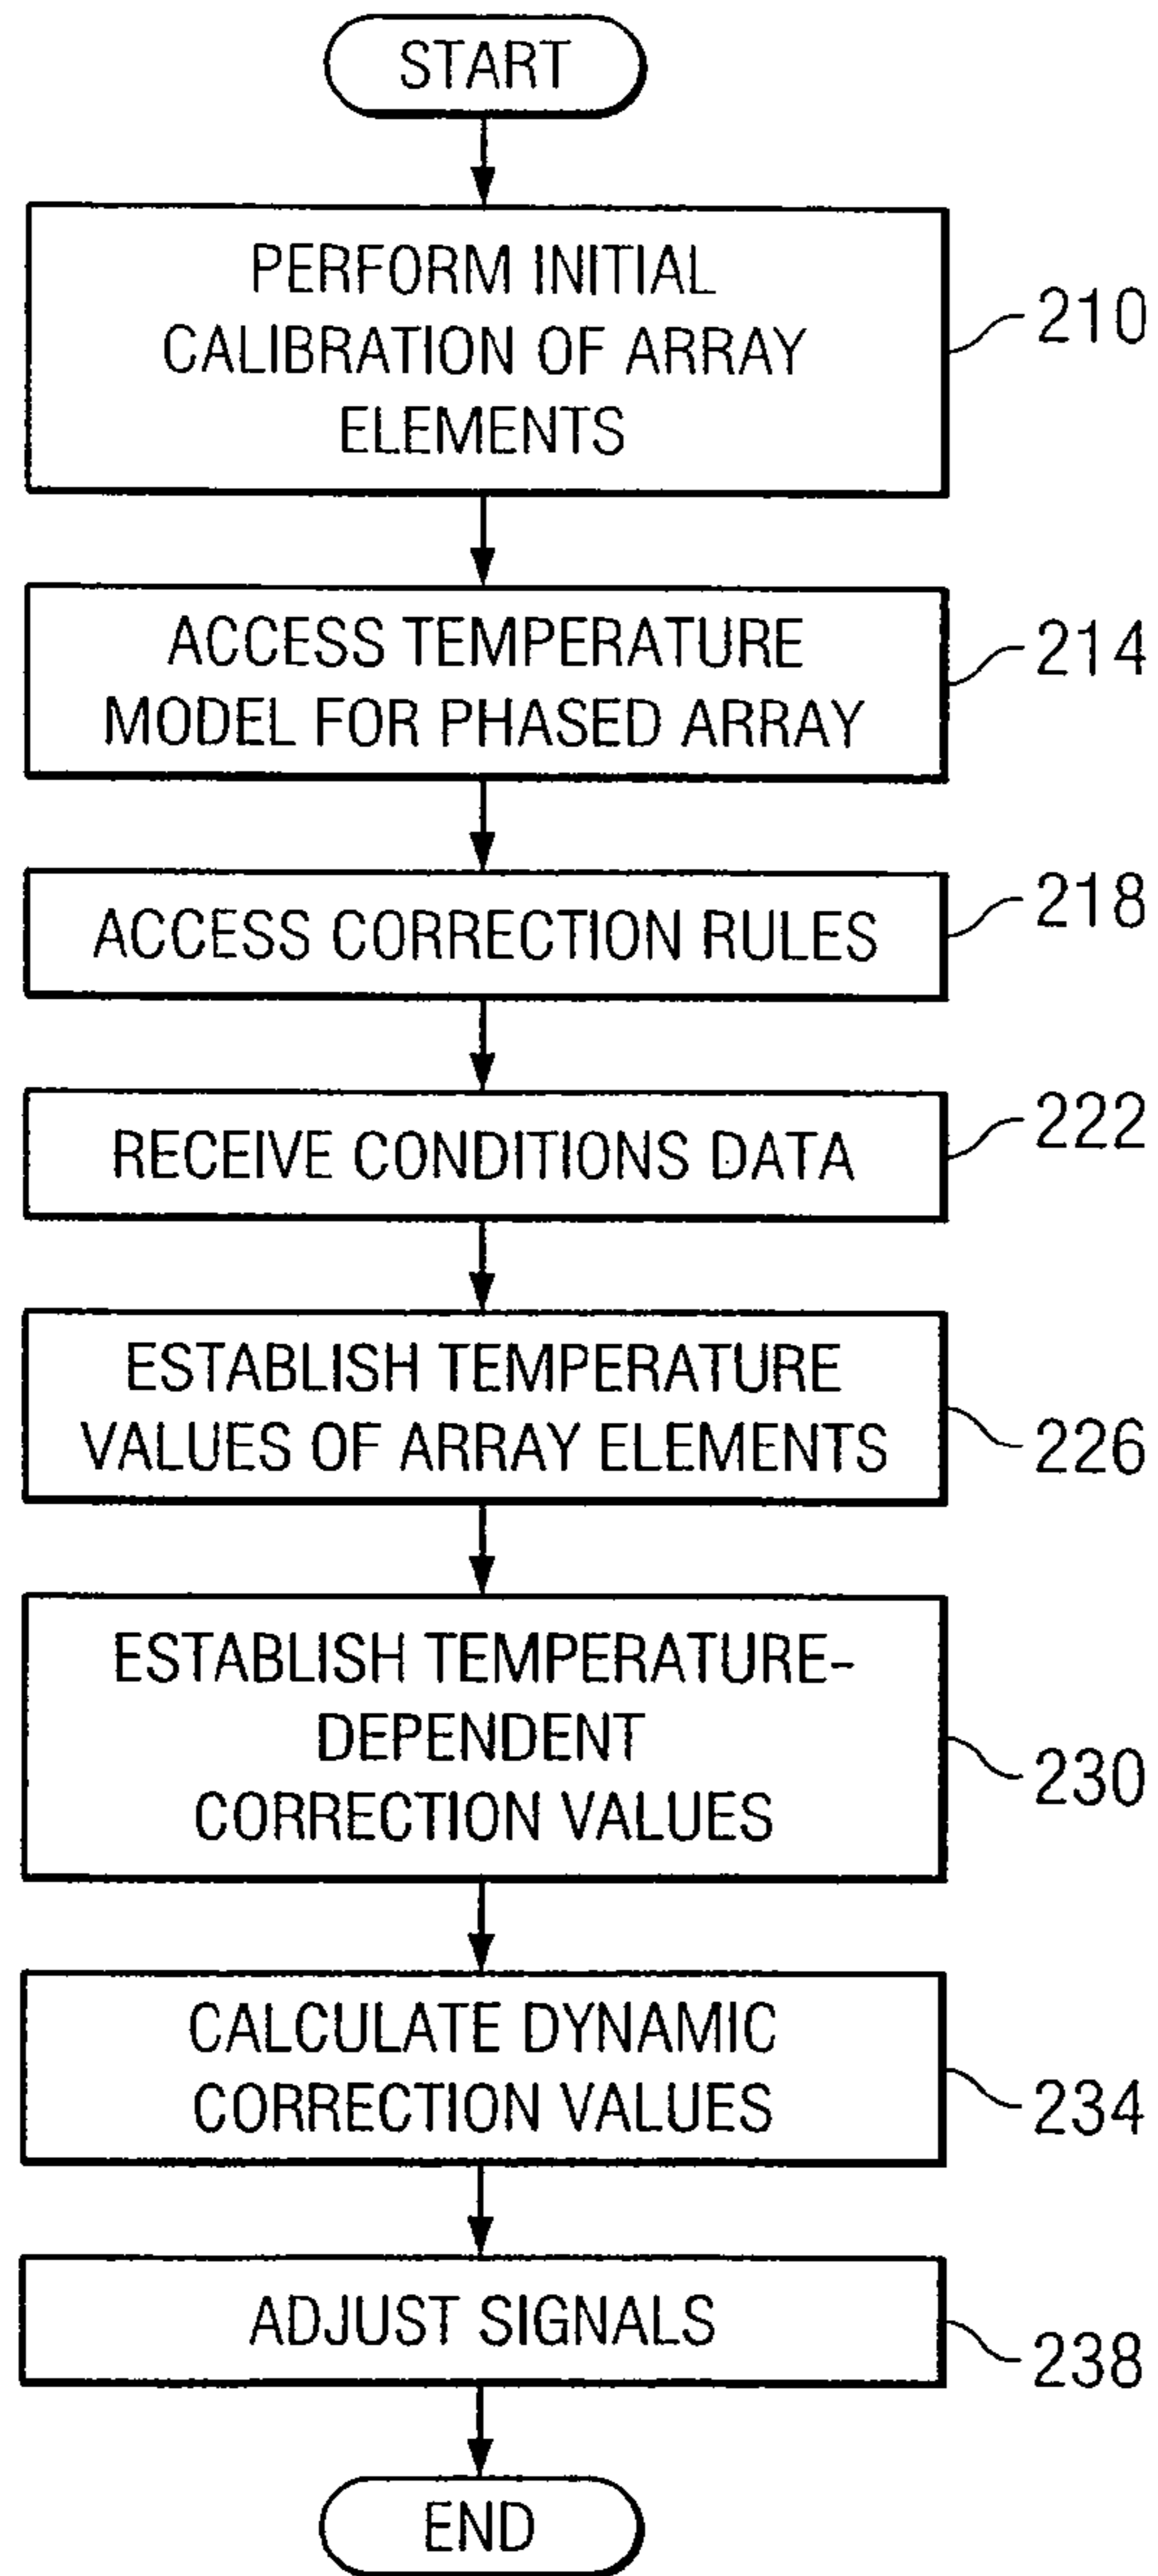 START
PERFORM INITIAL
CALIBRATION OF ARRAY
ELEMENTS
210
ACCESS TEMPERATURE
MODEL FOR PHASED ARRAY
214
ACCESS CORRECTION RULES
218
RECEIVE CONDITIONS DATA
222
ESTABLISH TEMPERATURE
VALUES OF ARRAY ELEMENTS
226
ESTABLISH TEMPERATURE-
DEPENDENT
CORRECTION VALUES
230
CALCULATE DYNAMIC
CORRECTION VALUES
234
ADJUST SIGNALS
238
END